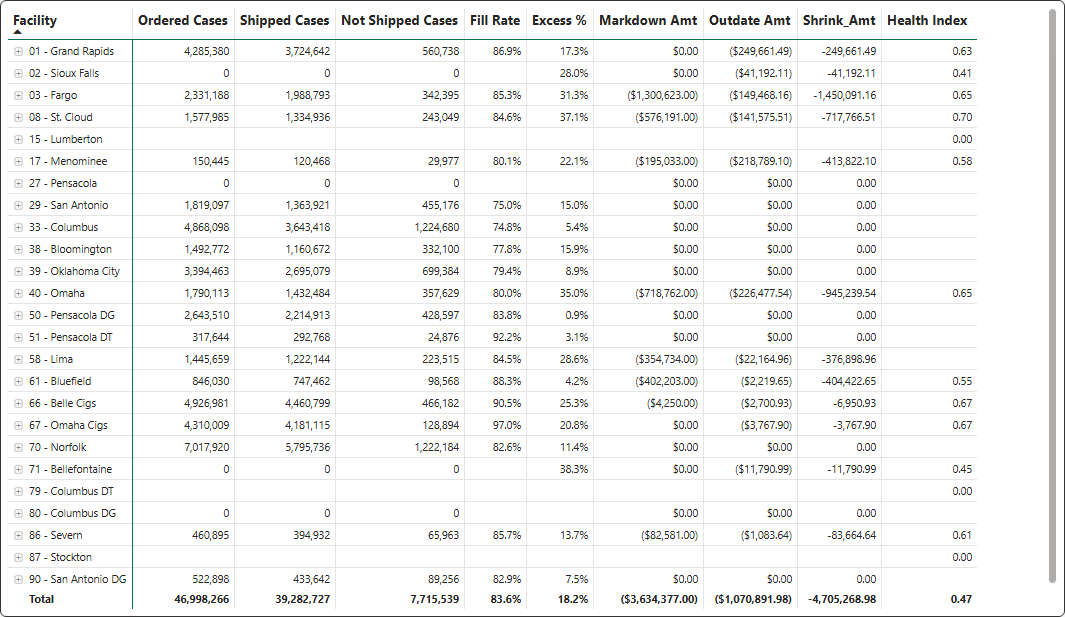 Facility Ordered Cases Shipped Cases Not Shipped Cases Fill Rate Excess % Markdown Amt Outdate Amt Shrink_Amt Health Index
01 - Grand Rapids 4,285,380 3,724,642 560,738 86.9% 17.3% $0.00 ($249,661.49) -249,661.49 0.63
02 - Sioux Falls 0 0 0 28.0% $0.00 ($41,192.11) -41,192.11 0.41
03 - Fargo 2,331,188 1,988,793 342,395 85.3% 31.3% ($1,300,623.00) ($149,468.16) -1,450,091.16 0.65
08 - St. Cloud 1,577,985 1,334,936 243,049 84.6% 37.1% ($576,191.00) ($141,575.51) -717,766.51 0.70
15 - Lumberton 0.00
17 - Menominee 150,445 120,468 29,977 80.1% 22.1% ($195,033.00) ($218,789.10) -413,822.10 0.58
27 - Pensacola 0 0 0 $0.00 $0.00 0.00
29 - San Antonio 1,819,097 1,363,921 455,176 75.0% 15.0% $0.00 $0.00 0.00
33 - Columbus 4,868,098 3,643,418 1,224,680 74.8% 5.4% $0.00 $0.00 0.00
38 - Bloomington 1,492,772 1,160,672 332,100 77.8% 15.9% $0.00 $0.00 0.00
39 - Oklahoma City 3,394,463 2,695,079 699,384 79.4% 8.9% $0.00 $0.00 0.00
40 - Omaha 1,790,113 1,432,484 357,629 80.0% 35.0% ($718,762.00) ($226,477.54) -945,239.54 0.65
50 - Pensacola DG 2,643,510 2,214,913 428,597 83.8% 0.9% $0.00 $0.00 0.00
51 - Pensacola DT 317,644 292,768 24,876 92.2% 3.1% $0.00 $0.00 0.00
58 - Lima 1,445,659 1,222,144 223,515 84.5% 28.6% ($354,734.00) ($22,164.96) -376,898.96
61 - Bluefield 846,030 747,462 98,568 88.3% 4.2% ($402,203.00) ($2,219.65) -404,422.65 0.55
66 - Belle Cigs 4,926,981 4,460,799 466,182 90.5% 25.3% ($4,250.00) ($2,700.93) -6,950.93 0.67
67 - Omaha Cigs 4,310,009 4,181,115 128,894 97.0% 20.8% $0.00 ($3,767.90) -3,767.90 0.67
70 - Norfolk 7,017,920 5,795,736 1,222,184 82.6% 11.4% $0.00 $0.00 0.00
71 - Bellefontaine 0 0 0 38.3% $0.00 ($11,790.99) -11,790.99 0.45
79 - Columbus DT 0.00
80 - Columbus DG 0 0 0 $0.00 $0.00 0.00
86 - Severn 460,895 394,932 65,963 85.7% 13.7% ($82,581.00) ($1,083.64) -83,664.64 0.61
87 - Stockton 0.00
90 - San Antonio DG 522,898 433,642 89,256 82.9% 7.5% $0.00 $0.00 0.00
Total 46,998,266 39,282,727 7,715,539 83.6% 18.2% ($3,634,377.00) ($1,070,891.98) -4,705,268.98 0.47